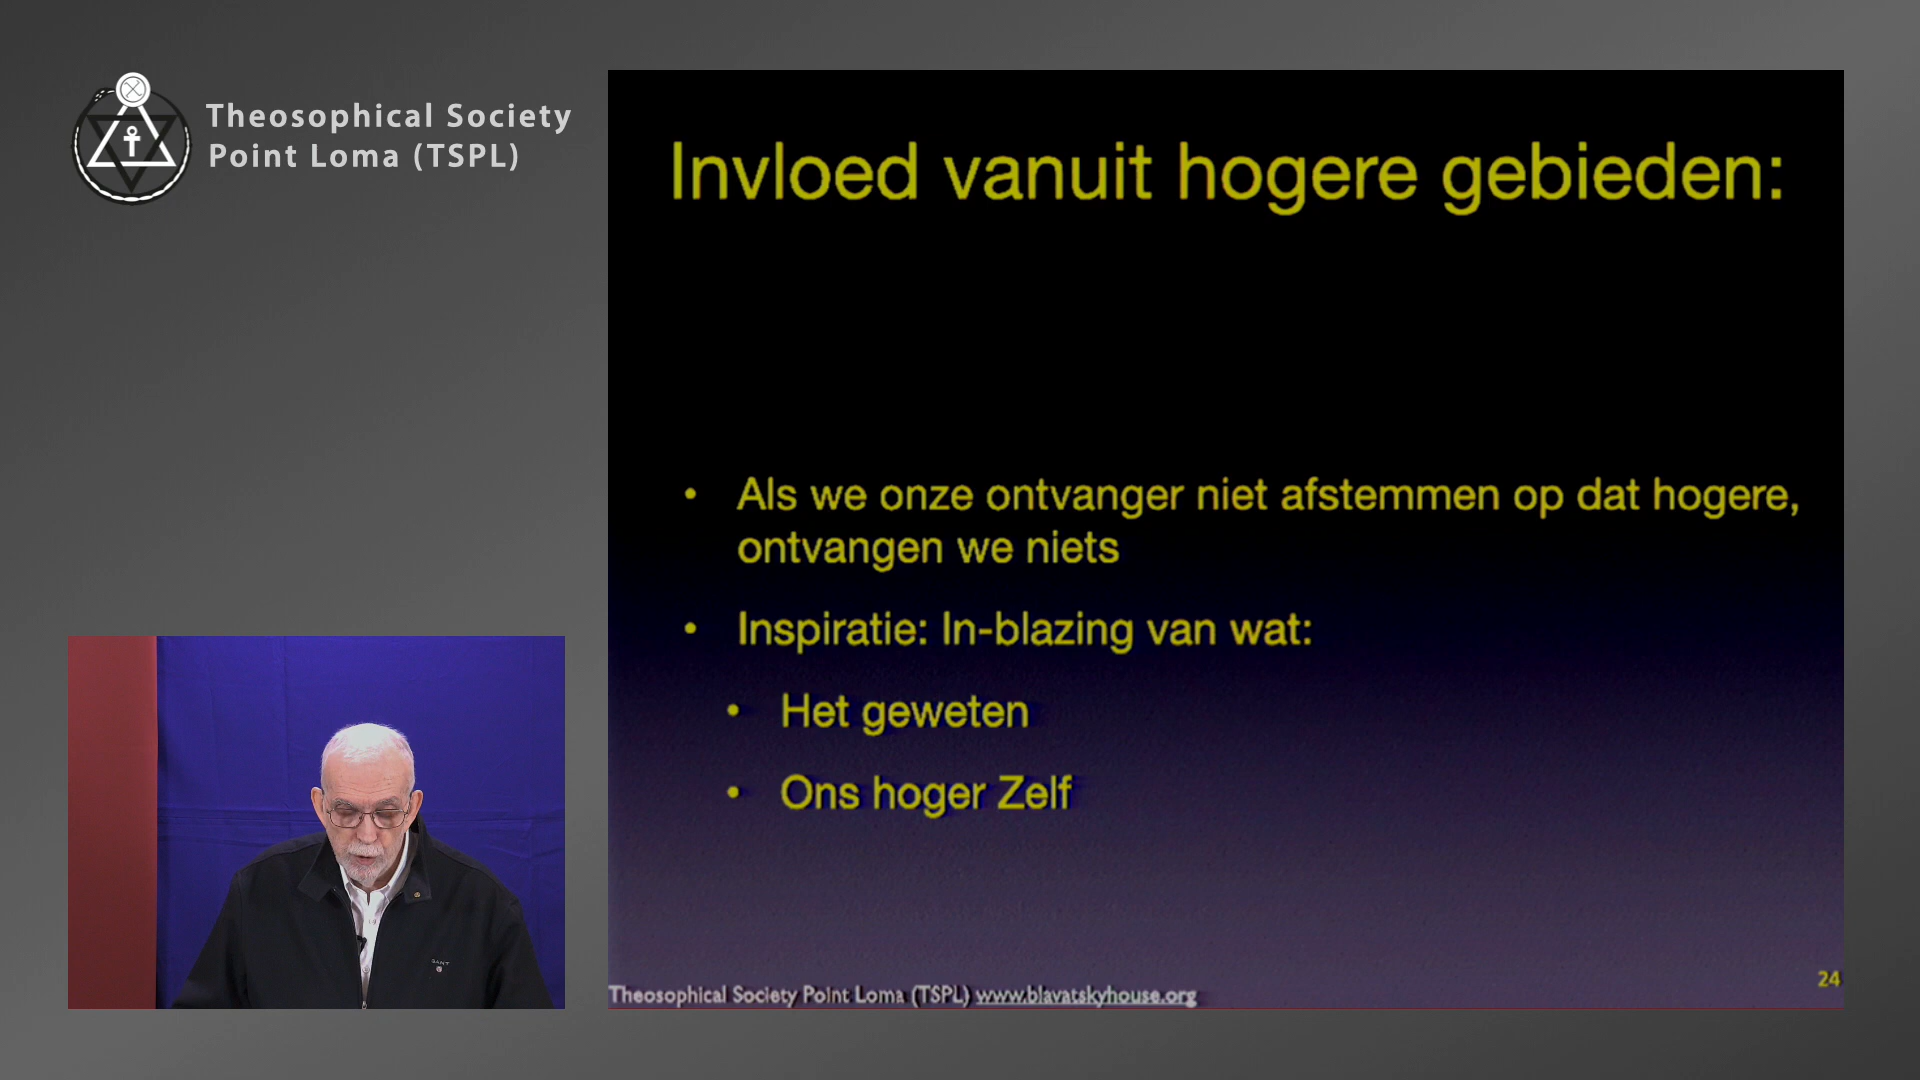 Theosophical Society
Point Loma (TSPL)
Invloed vanuit hogere gebieden:
• Als we onze ontvanger niet afstemmen op dat hogere,
ontvangen we niets
• Inspiratie: In-blazing van wat:
• Het geweten
• Ons hoger Zelf
GANT
Theosophical Society Point Loma (TSPL) www.blavatskyhouse.org
24